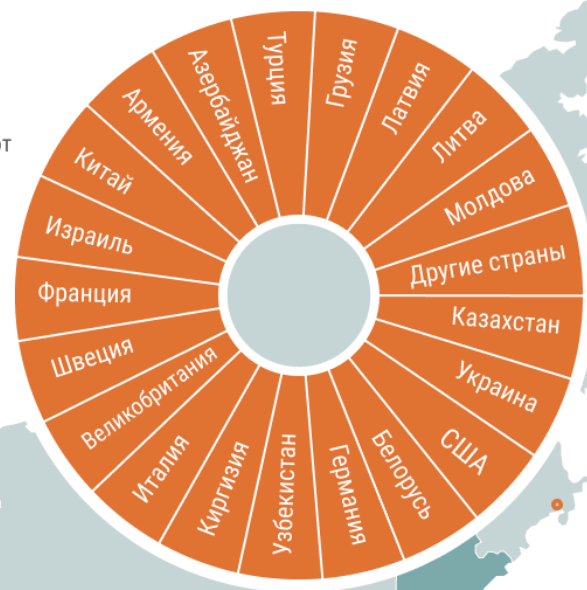 от
Турция
Грузия
Латвия
Литва
Молдова
Другие страны
Казахстан
Украина
США
Белорусь
Германия
Узбекистан
Киргизия
Италия
Великобритания
Швеция
Франция
Израиль
Китай
Армения
Азербайджан